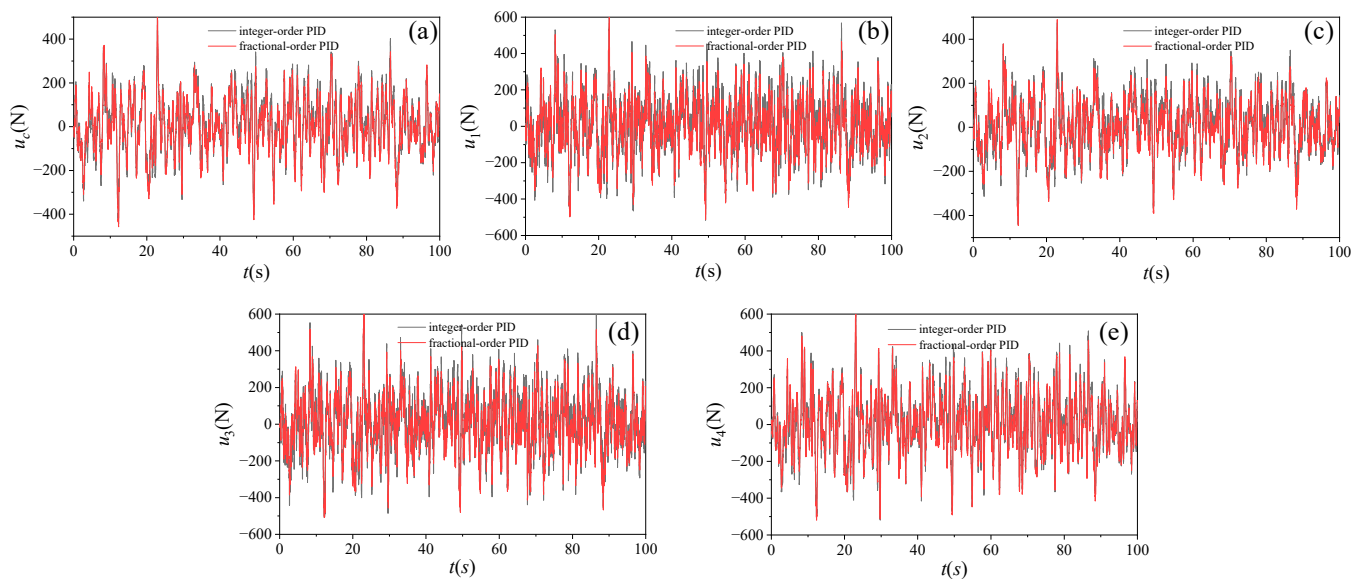 (a)
integer-order PID
fractional-order PID
400
200
0
−200
−400
u_c(N)
0 20 40 60 80 100
t(s)
(b)
integer-order PID
fractional-order PID
600
400
200
0
−200
−400
−600
u_1(N)
0 20 40 60 80 100
t(s)
(c)
integer-order PID
fractional-order PID
400
200
0
−200
−400
u_2(N)
0 20 40 60 80 100
t(s)
(d)
integer-order PID
fractional-order PID
600
400
200
0
−200
−400
−600
u_3(N)
0 20 40 60 80 100
t(s)
(e)
integer-order PID
fractional-order PID
600
400
200
0
−200
−400
−600
u_4(N)
0 20 40 60 80 100
t(s)